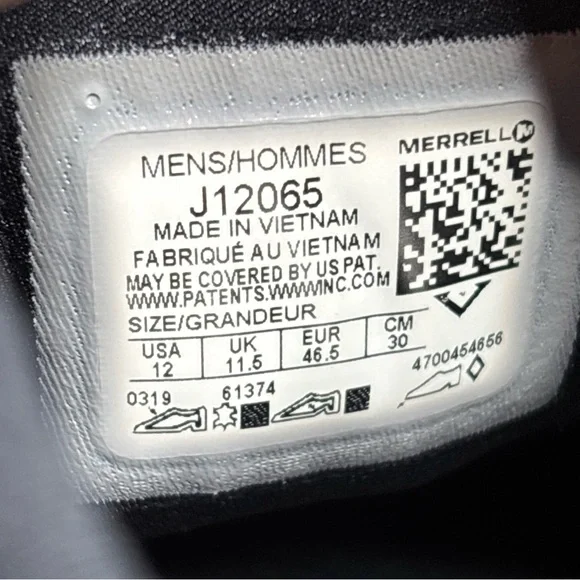 MERRELL
MENS/HOMMES
J12065
MADE IN VIETNAM
FABRIQUÉ AU VIETNAM
MAY BE COVERED BY US PAT.
WWW.PATENTS.WWWINC.COM
SIZE/GRANDEUR
USA UK EUR CM
12 11.5 46.5 30
0319 61374 4700454656